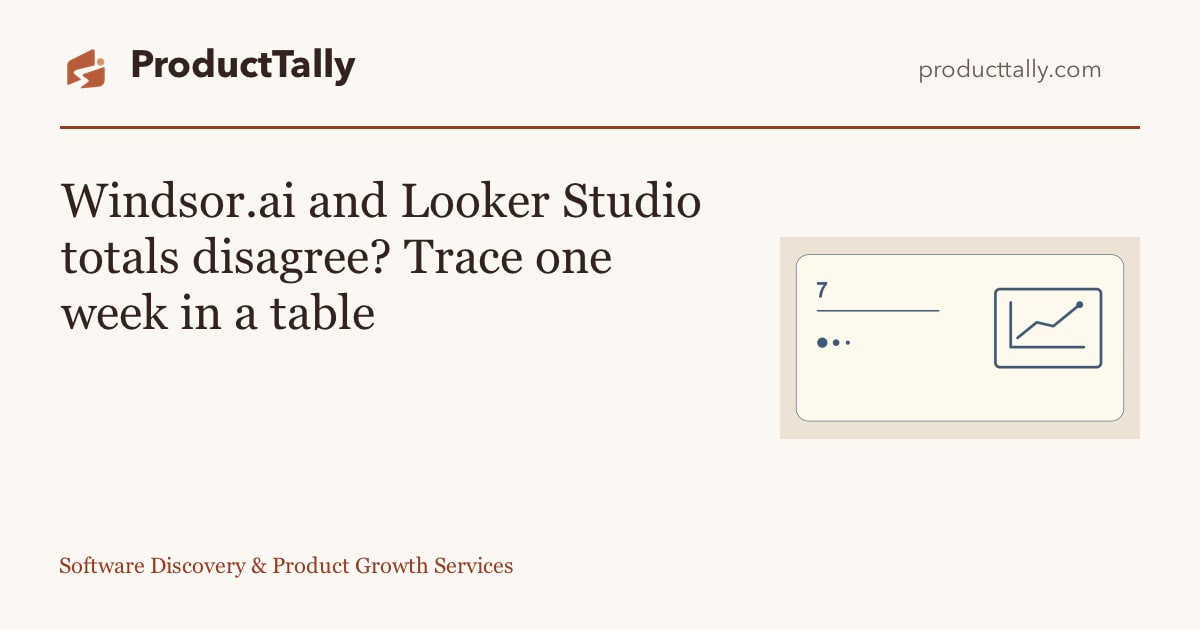 ProductTally
producttally.com
Windsor.ai and Looker Studio
totals disagree? Trace one
week in a table
7
Software Discovery & Product Growth Services